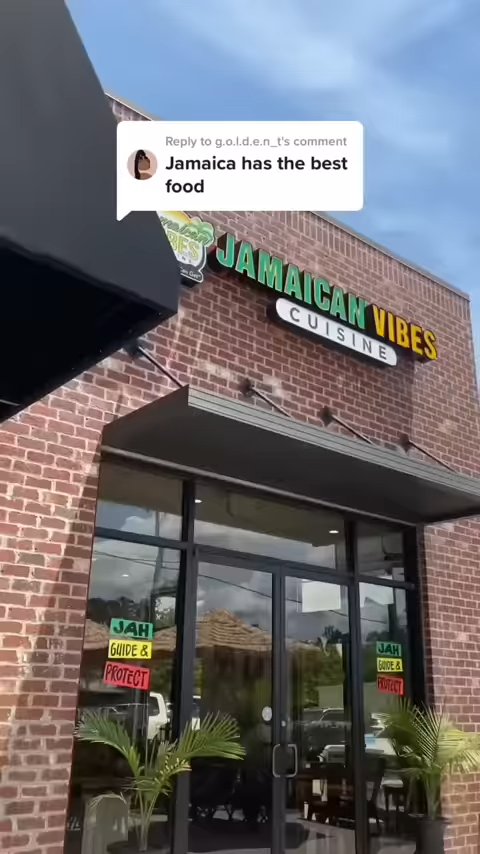 Reply to g.o.l.d.e.n_t's comment
Jamaica has the best
food
JAMAICAN VIBES
CUISINE
JAH
GUIDE &
PROTECT
JAH
GUIDE &
PROTECT